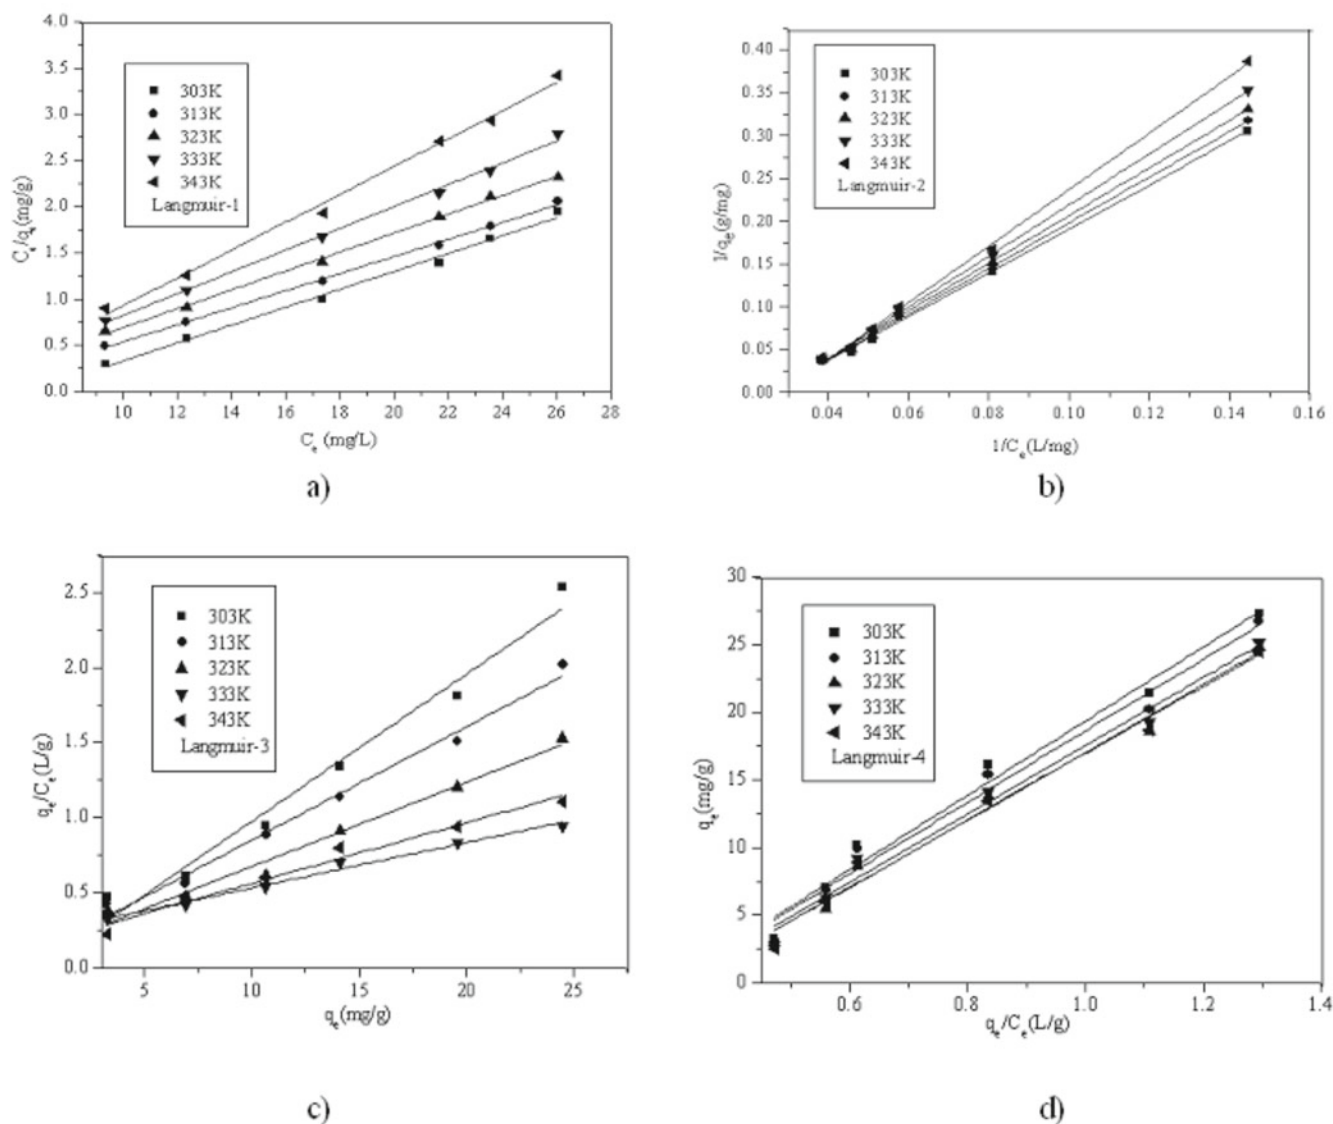 4.0
3.5
3.0
2.5
2.0
1.5
1.0
0.5
0.0
Cₑ/qₑ(mg/g)
303K
313K
323K
333K
343K
Langmuir-1
10 12 14 16 18 20 22 24 26 28
Cₑ (mg/L)
a)
0.40
0.35
0.30
0.25
0.20
0.15
0.10
0.05
0.00
1/qₑ(g/mg)
303K
313K
323K
333K
343K
Langmuir-2
0.04 0.06 0.08 0.10 0.12 0.14 0.16
1/Cₑ(L/mg)
b)
2.5
2.0
1.5
1.0
0.5
0.0
qₑ/Cₑ(L/g)
303K
313K
323K
333K
343K
Langmuir-3
5 10 15 20 25
qₑ(mg/g)
c)
30
25
20
15
10
5
0
qₑ(mg/g)
303K
313K
323K
333K
343K
Langmuir-4
0.6 0.8 1.0 1.2 1.4
qₑ/Cₑ(L/g)
d)